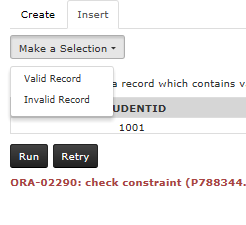 Create Insert
Make a Selection
Valid Record
a record which contains
Invalid Record
UDENTID
1001
Run Retry
ORA-02290: check constraint (P788344.